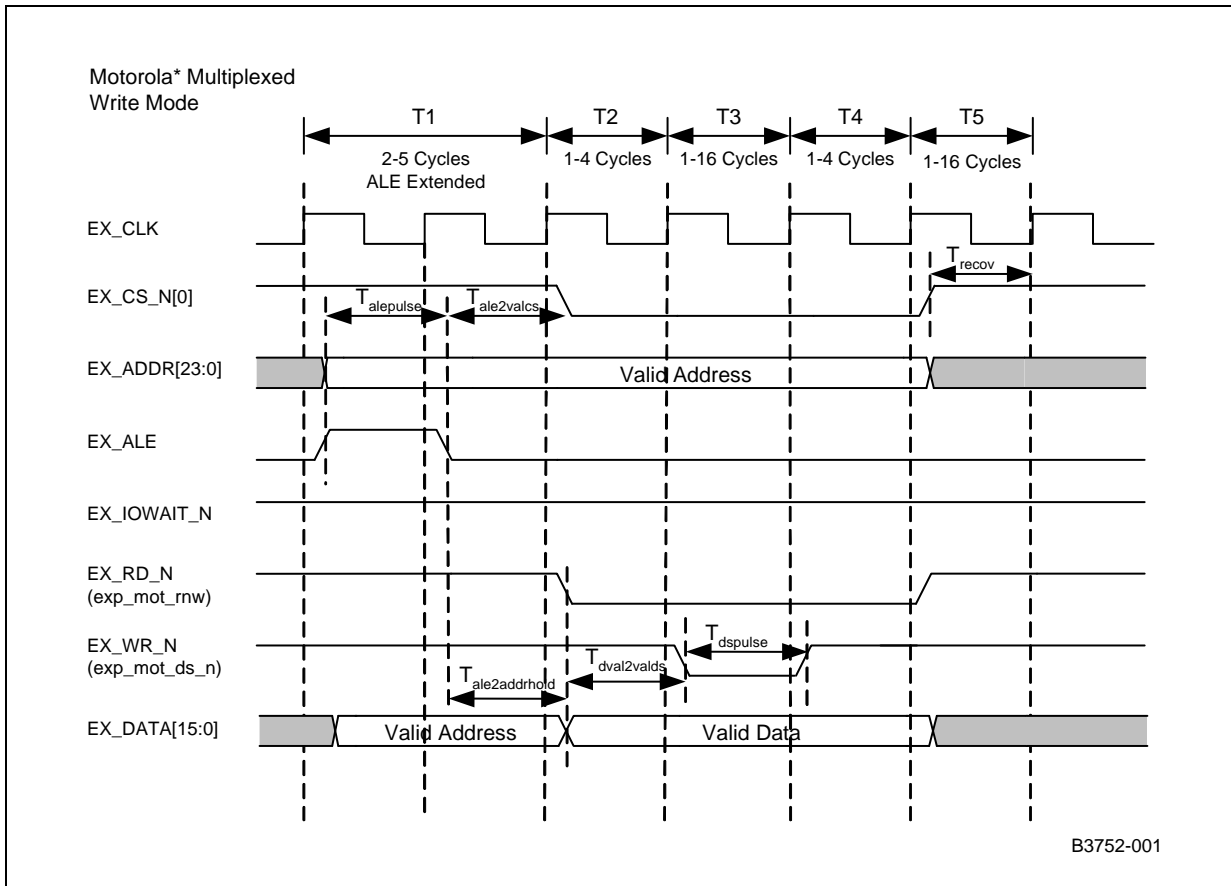 Motorola* Multiplexed
Write Mode
T1
T2
T3
T4
T5
2-5 Cycles
ALE Extended
1-4 Cycles
1-16 Cycles
1-4 Cycles
1-16 Cycles
EX_CLK
Trecov
EX_CS_N[0]
Talepulse
Tale2valcs
EX_ADDR[23:0]
Valid Address
EX_ALE
EX_IOWAIT_N
EX_RD_N
(exp_mot_rnw)
EX_WR_N
(exp_mot_ds_n)
Tdspulse
Tdval2valds
Tale2addrhold
EX_DATA[15:0]
Valid Address
Valid Data
B3752-001